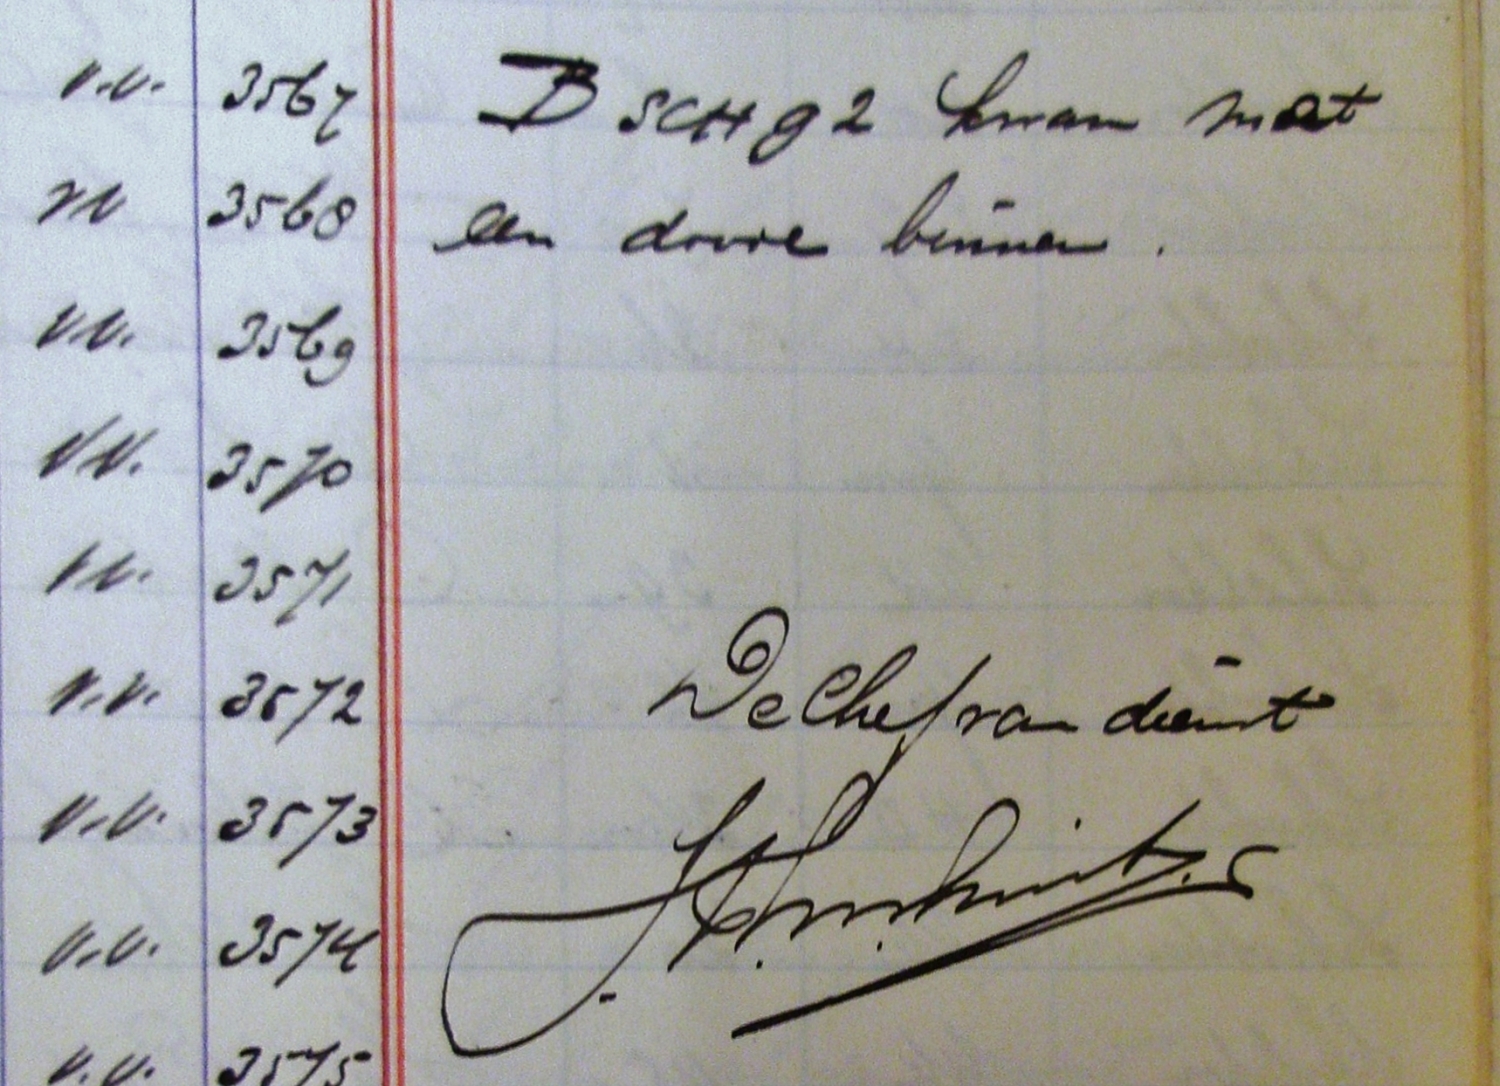 v.v. 3567 B SCH 92 kwam met
v.v. 3568 een dovve binnen.
v.v. 3569
v.v. 3570
v.v. 3571
v.v. 3572 De Chef van dienst
v.v. 3573
v.v. 3574
v.v. 3575